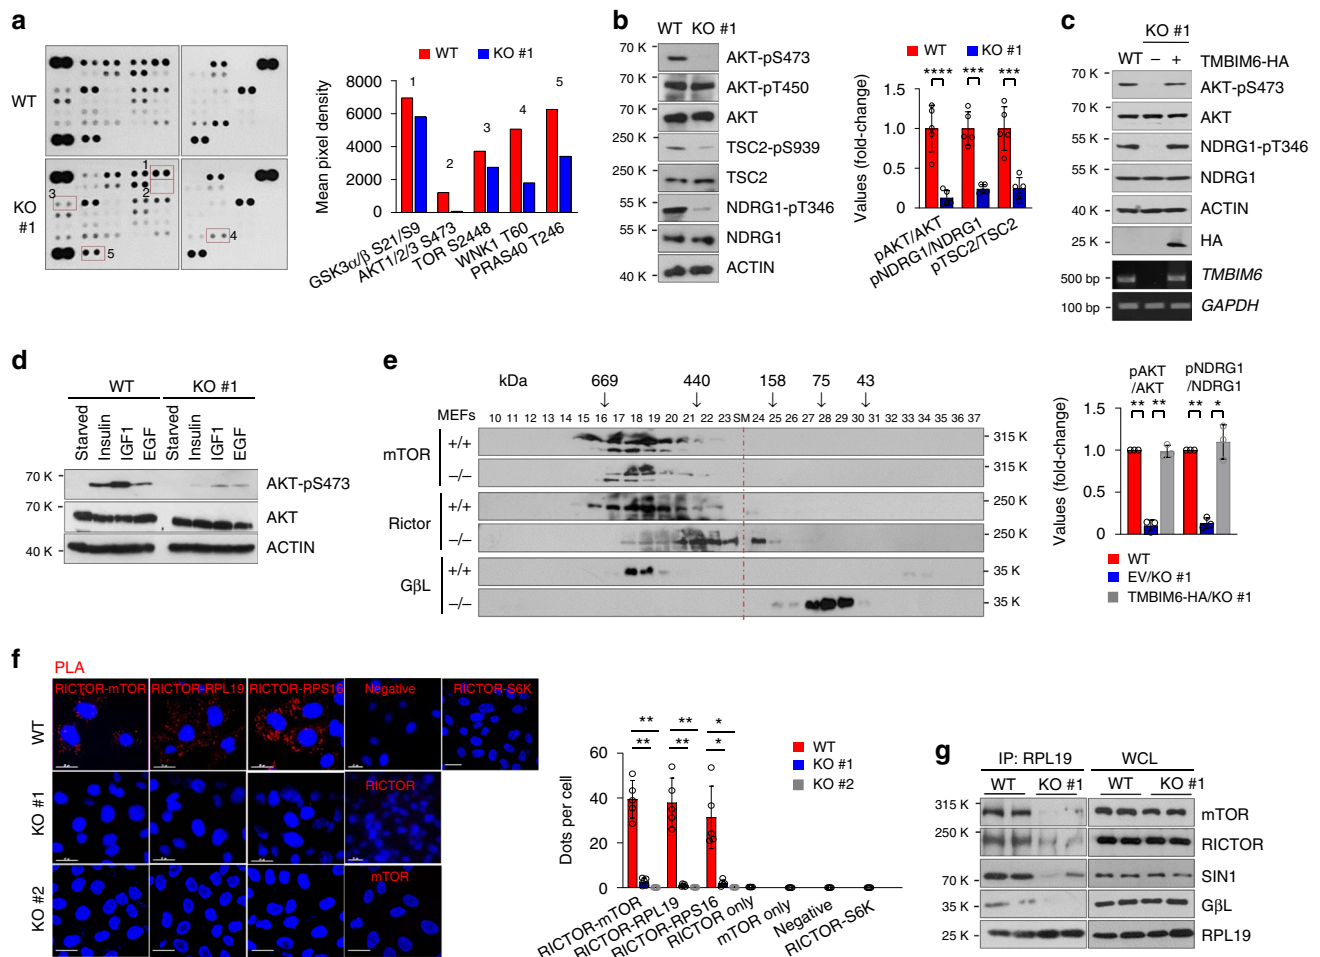 a
WT
KO
#1
1
2
3
4
5
WT KO #1
Mean pixel density
8000
6000
4000
2000
0
1
2
3
4
5
GSK3α/β S21/S9
AKT1/2/3 S473
TOR S2448
WNK1 T60
PRAS40 T246
b
WT KO #1
70 K AKT-pS473
70 K AKT-pT450
70 K AKT
250 K TSC2-pS939
250 K TSC2
55 K NDRG1-pT346
55 K NDRG1
40 K ACTIN
WT KO #1
**** *** ***
Values (fold-change)
1.5
1.0
0.5
0
pAKT/AKT
pNDRG1/NDRG1
pTSC2/TSC2
c
KO #1
WT – + TMBIM6-HA
70 K AKT-pS473
70 K AKT
55 K NDRG1-pT346
55 K NDRG1
40 K ACTIN
25 K HA
500 bp TMBIM6
100 bp GAPDH
d
WT KO #1
Starved Insulin IGF1 EGF Starved Insulin IGF1 EGF
70 K AKT-pS473
70 K AKT
40 K ACTIN
e
kDa 669 440 158 75 43
MEFs 10 11 12 13 14 15 16 17 18 19 20 21 22 23 SM 24 25 26 27 28 29 30 31 32 33 34 35 36 37
mTOR
+/+ 315 K
–/– 315 K
Rictor
+/+ 250 K
–/– 250 K
GβL
+/+ 35 K
–/– 35 K
pAKT
/AKT
pNDRG1
/NDRG1
** ** ** *
Values (fold-change)
1.5
1.0
0.5
0
WT
EV/KO #1
TMBIM6-HA/KO #1
f
PLA
RICTOR-mTOR RICTOR-RPL19 RICTOR-RPS16 Negative RICTOR-S6K
WT
KO #1
RICTOR
KO #2
mTOR
Dots per cell
60
40
20
0
** ** *
** ** *
WT
KO #1
KO #2
RICTOR-mTOR
RICTOR-RPL19
RICTOR-RPS16
RICTOR only
mTOR only
Negative
RICTOR-S6K
g
IP: RPL19 WCL
WT KO #1 WT KO #1
315 K mTOR
250 K RICTOR
70 K SIN1
35 K GβL
25 K RPL19